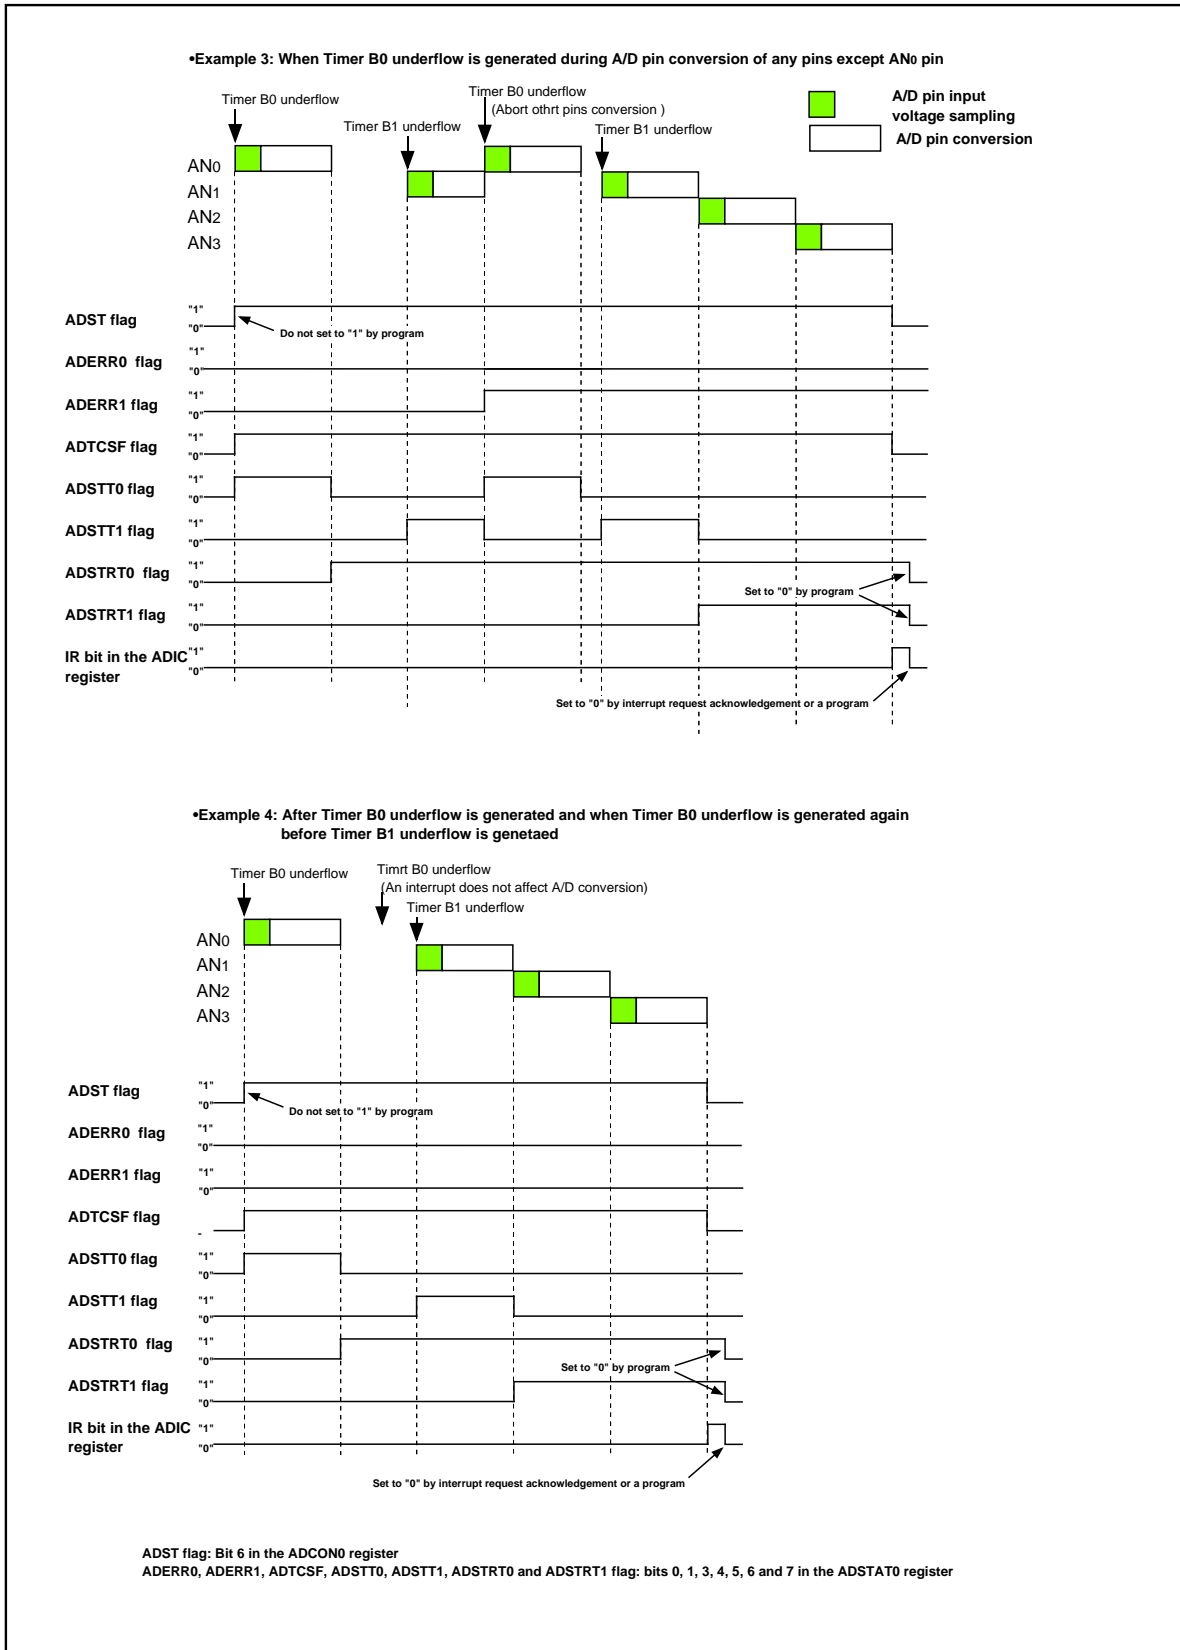 •Example 3: When Timer B0 underflow is generated during A/D pin conversion of any pins except AN0 pin
Timer B0 underflow
Timer B1 underflow
Timer B0 underflow
(Abort othrt pins conversion )
Timer B1 underflow
A/D pin input
voltage sampling
A/D pin conversion
AN0
AN1
AN2
AN3
ADST flag
"1"
"0"
Do not set to "1" by program
ADERR0 flag
"1"
"0"
ADERR1 flag
"1"
"0"
ADTCSF flag
"1"
"0"
ADSTT0 flag
"1"
"0"
ADSTT1 flag
"1"
"0"
ADSTRT0 flag
"1"
"0"
Set to "0" by program
ADSTRT1 flag
"1"
"0"
IR bit in the ADIC
register
"1"
"0"
Set to "0" by interrupt request acknowledgement or a program
•Example 4: After Timer B0 underflow is generated and when Timer B0 underflow is generated again
before Timer B1 underflow is genetaed
Timer B0 underflow
Timrt B0 underflow
(An interrupt does not affect A/D conversion)
Timer B1 underflow
AN0
AN1
AN2
AN3
ADST flag
"1"
"0"
Do not set to "1" by program
ADERR0 flag
"1"
"0"
ADERR1 flag
"1"
"0"
ADTCSF flag
-
ADSTT0 flag
"1"
"0"
ADSTT1 flag
"1"
"0"
ADSTRT0 flag
"1"
"0"
Set to "0" by program
ADSTRT1 flag
"1"
"0"
IR bit in the ADIC
register
"1"
"0"
Set to "0" by interrupt request acknowledgement or a program
ADST flag: Bit 6 in the ADCON0 register
ADERR0, ADERR1, ADTCSF, ADSTT0, ADSTT1, ADSTRT0 and ADSTRT1 flag: bits 0, 1, 3, 4, 5, 6 and 7 in the ADSTAT0 register